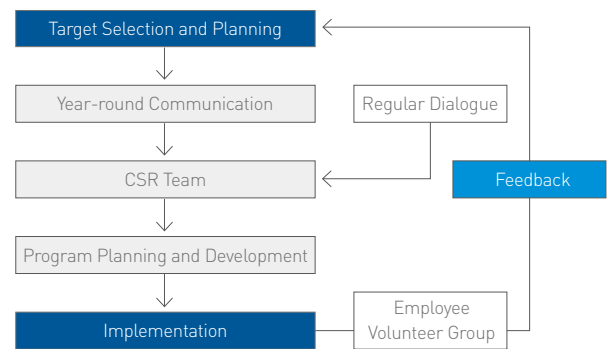 Target Selection and Planning
Year-round Communication
Regular Dialogue
CSR Team
Feedback
Program Planning and Development
Implementation
Employee
Volunteer Group